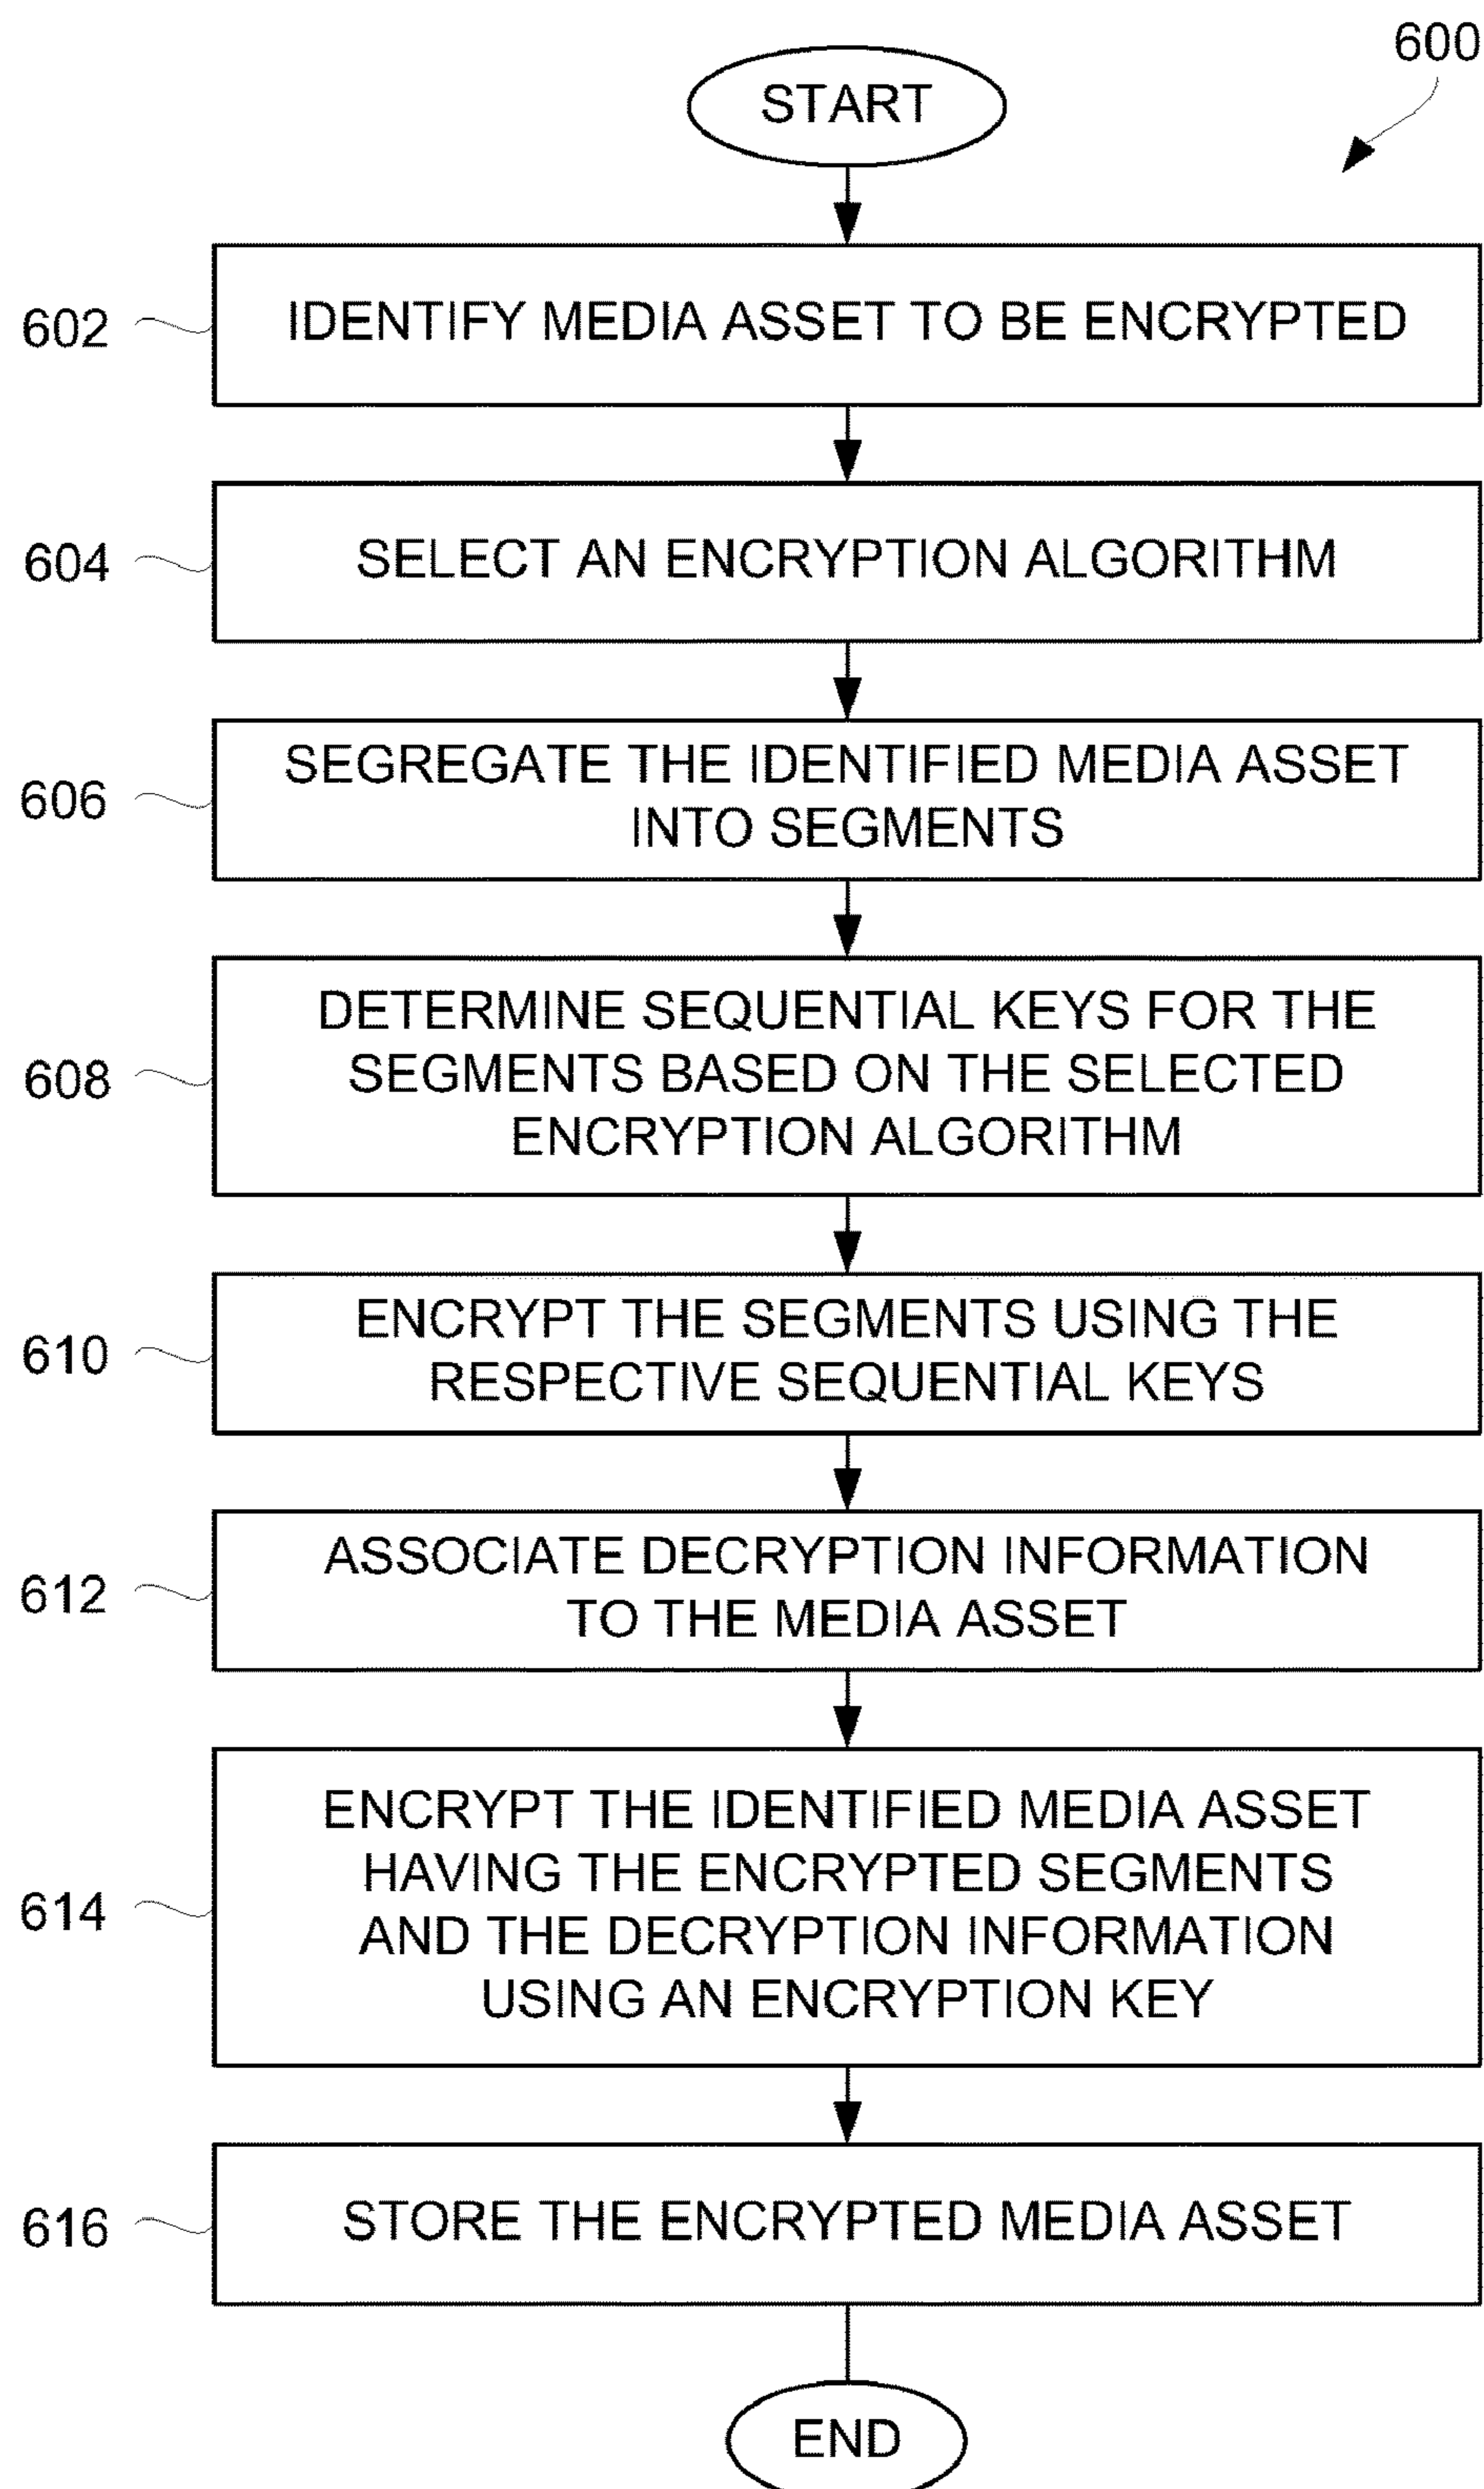 600
START
602
IDENTIFY MEDIA ASSET TO BE ENCRYPTED
604
SELECT AN ENCRYPTION ALGORITHM
606
SEGREGATE THE IDENTIFIED MEDIA ASSET
INTO SEGMENTS
608
DETERMINE SEQUENTIAL KEYS FOR THE
SEGMENTS BASED ON THE SELECTED
ENCRYPTION ALGORITHM
610
ENCRYPT THE SEGMENTS USING THE
RESPECTIVE SEQUENTIAL KEYS
612
ASSOCIATE DECRYPTION INFORMATION
TO THE MEDIA ASSET
614
ENCRYPT THE IDENTIFIED MEDIA ASSET
HAVING THE ENCRYPTED SEGMENTS
AND THE DECRYPTION INFORMATION
USING AN ENCRYPTION KEY
616
STORE THE ENCRYPTED MEDIA ASSET
END